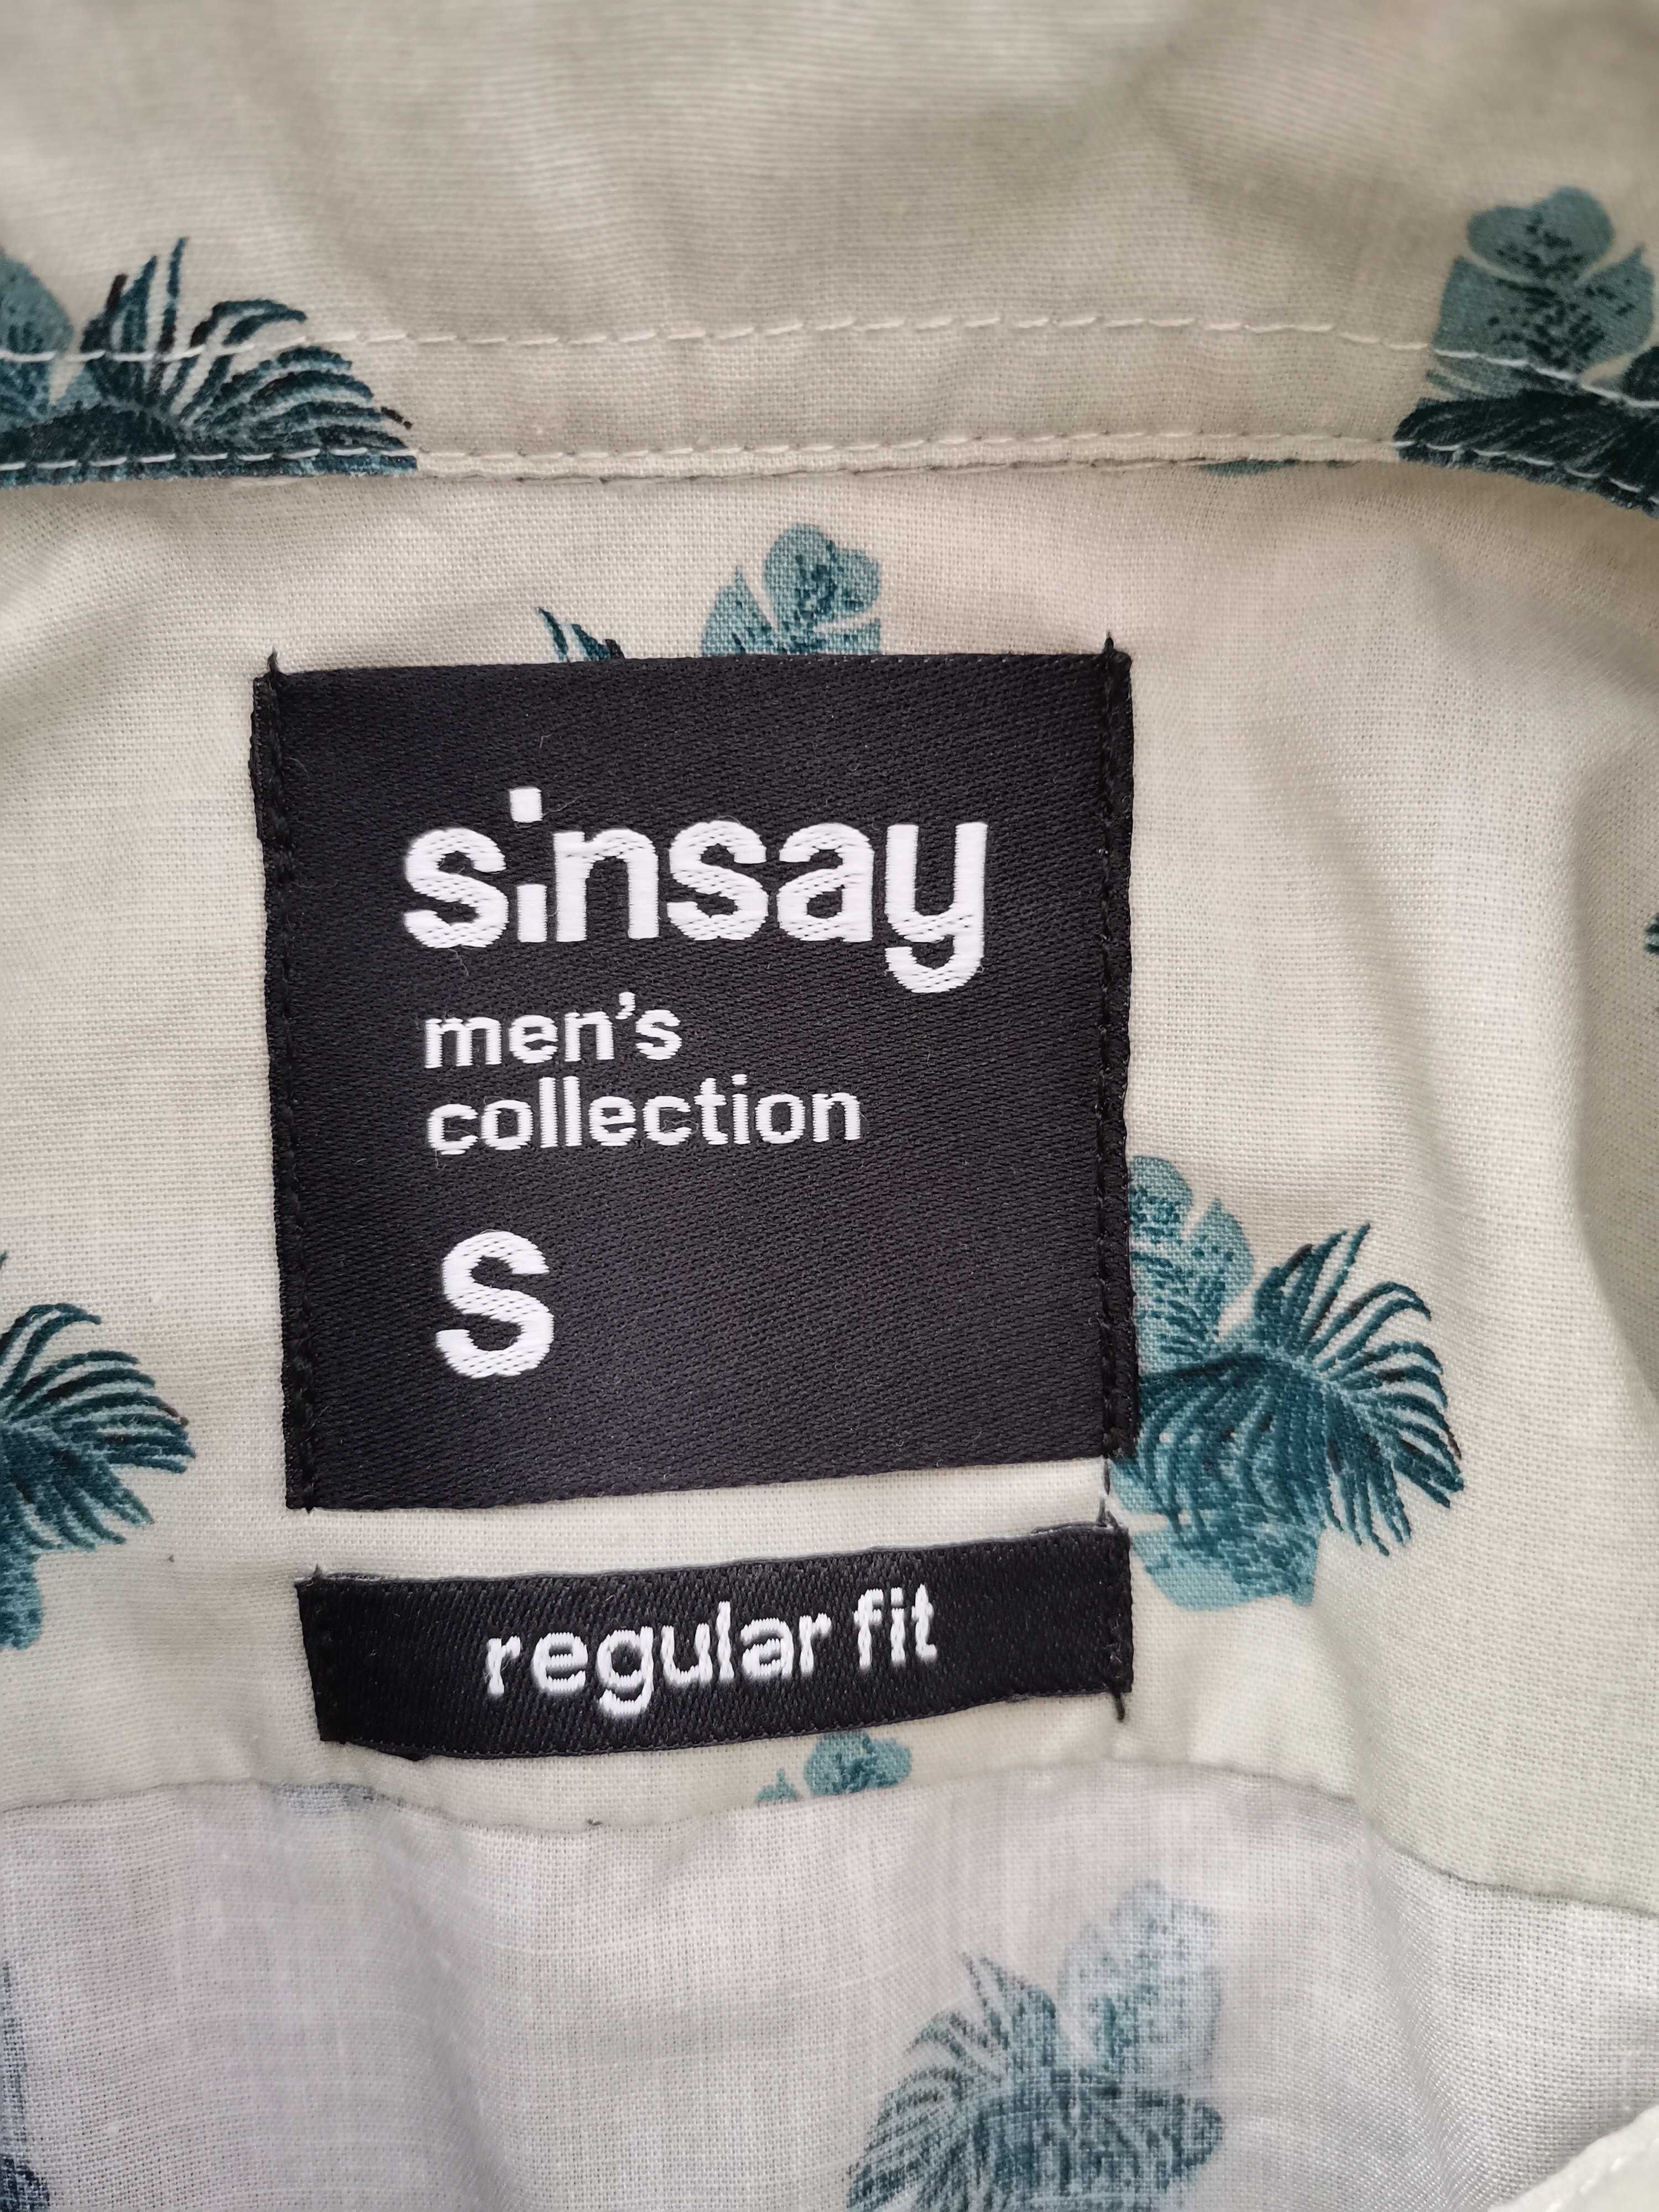 sinsay
men's
collection
S
regular fit